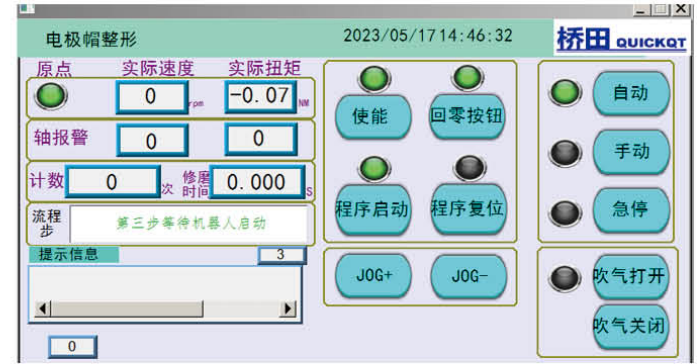 电极帽整形
2023/05/17 14:46:32
桥田 QUICKQT
原点 实际速度 实际扭矩
0 rpm -0.07 NM
轴报警 0 0
计数 0 次 修磨时间 0.000 s
流程步 第三步等待机器人启动
提示信息 3
0
使能 回零按钮
程序启动 程序复位
JOG+ JOG-
自动
手动
急停
吹气打开
吹气关闭